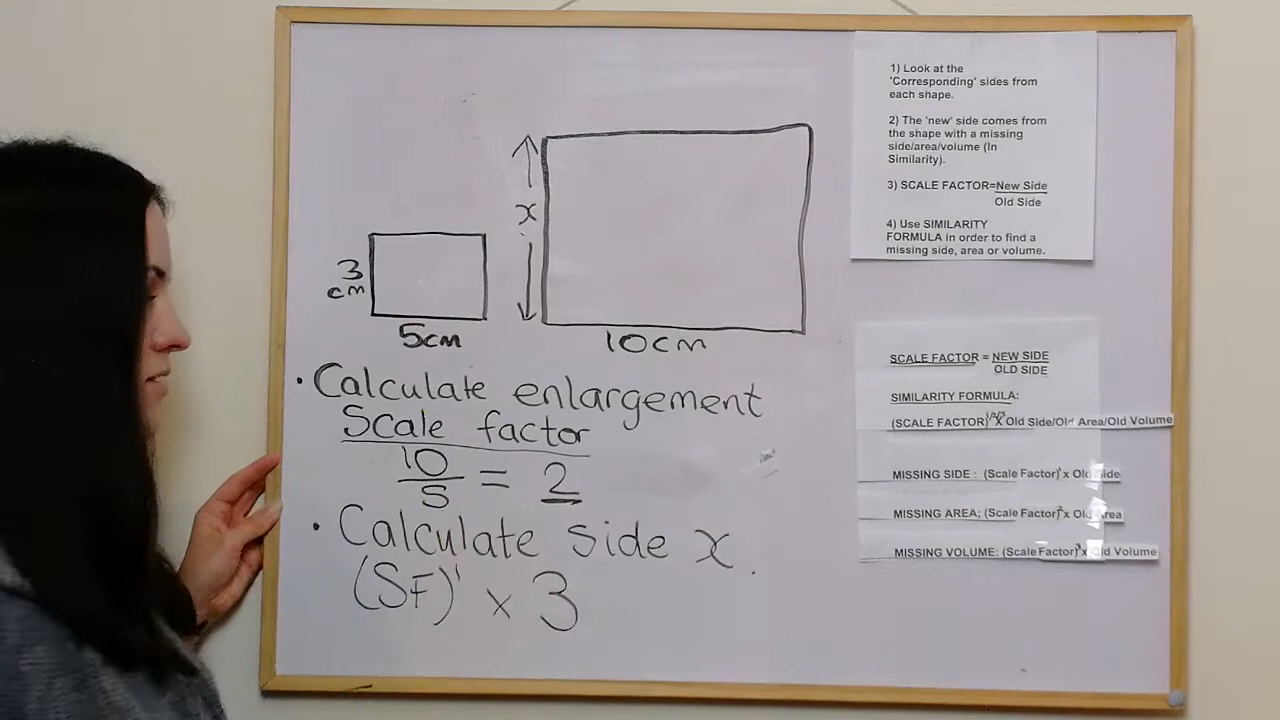 3
cm
5cm
x
10cm
• Calculate enlargement
Scale factor
10
5
= 2
• Calculate side x.
(SF)¹ x 3
1) Look at the
'Corresponding' sides from
each shape.
2) The 'new' side comes from
the shape with a missing
side/area/volume (In
Similarity).
3) SCALE FACTOR=New Side
Old Side
4) Use SIMILARITY
FORMULA in order to find a
missing side, area or volume.
SCALE FACTOR = NEW SIDE
OLD SIDE
SIMILARITY FORMULA:
(SCALE FACTOR) x Old Side/Old Area/Old Volume
MISSING SIDE : (Scale Factor)¹ x Old Side
MISSING AREA: (Scale Factor)² x Old Area
MISSING VOLUME: (Scale Factor)³ x Old Volume